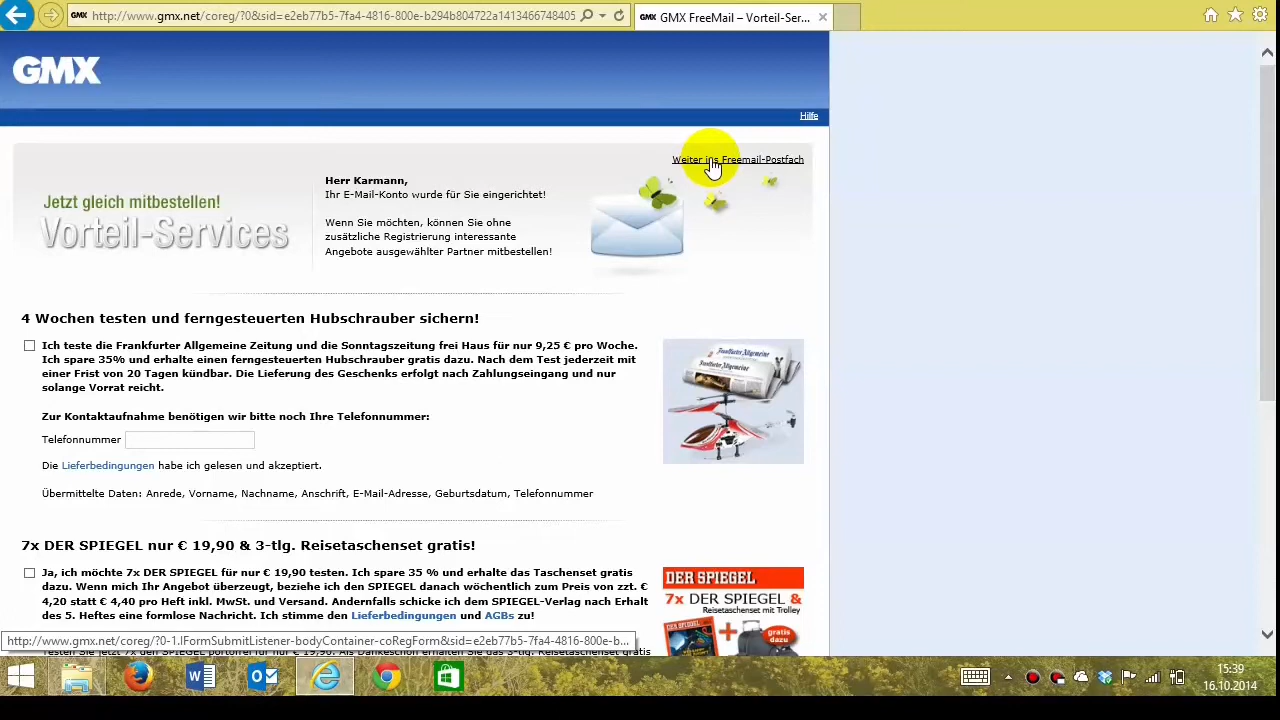 http://www.gmx.net/coreg/?0&sid=e2eb77b5-7fa4-4816-800e-b294b804722a1413466748405
GMX FreeMail – Vorteil-Ser...
GMX
Hilfe
Weiter ins Freemail-Postfach
Jetzt gleich mitbestellen!
Vorteil-Services
Herr Karmann,
Ihr E-Mail-Konto wurde für Sie eingerichtet!
Wenn Sie möchten, können Sie ohne
zusätzliche Registrierung interessante
Angebote ausgewählter Partner mitbestellen!
4 Wochen testen und ferngesteuerten Hubschrauber sichern!
Ich teste die Frankfurter Allgemeine Zeitung und die Sonntagszeitung frei Haus für nur 9,25 € pro Woche.
Ich spare 35% und erhalte einen ferngesteuerten Hubschrauber gratis dazu. Nach dem Test jederzeit mit
einer Frist von 20 Tagen kündbar. Die Lieferung des Geschenks erfolgt nach Zahlungseingang und nur
solange Vorrat reicht.
Zur Kontaktaufnahme benötigen wir bitte noch Ihre Telefonnummer:
Telefonnummer
Die Lieferbedingungen habe ich gelesen und akzeptiert.
Übermittelte Daten: Anrede, Vorname, Nachname, Anschrift, E-Mail-Adresse, Geburtsdatum, Telefonnummer
Frankfurter Allgemeine
Frankfurter Allgemeine
7x DER SPIEGEL nur € 19,90 & 3-tlg. Reisetaschenset gratis!
Ja, ich möchte 7x DER SPIEGEL für nur € 19,90 testen. Ich spare 35 % und erhalte das Taschenset gratis
dazu. Wenn mich Ihr Angebot überzeugt, beziehe ich den SPIEGEL danach wöchentlich zum Preis von zzt. €
4,20 statt € 4,40 pro Heft inkl. MwSt. und Versand. Andernfalls schicke ich dem SPIEGEL-Verlag nach Erhalt
des 5. Heftes eine formlose Nachricht. Ich stimme den Lieferbedingungen und AGBs zu!
DER SPIEGEL
7x DER SPIEGEL &
Reisetaschenset mit Trolley
gratis
dazu
http://www.gmx.net/coreg/?0-1.IFormSubmitListener-bodyContainer-coRegForm&sid=e2eb77b5-7fa4-4816-800e-b...
15:39
16.10.2014